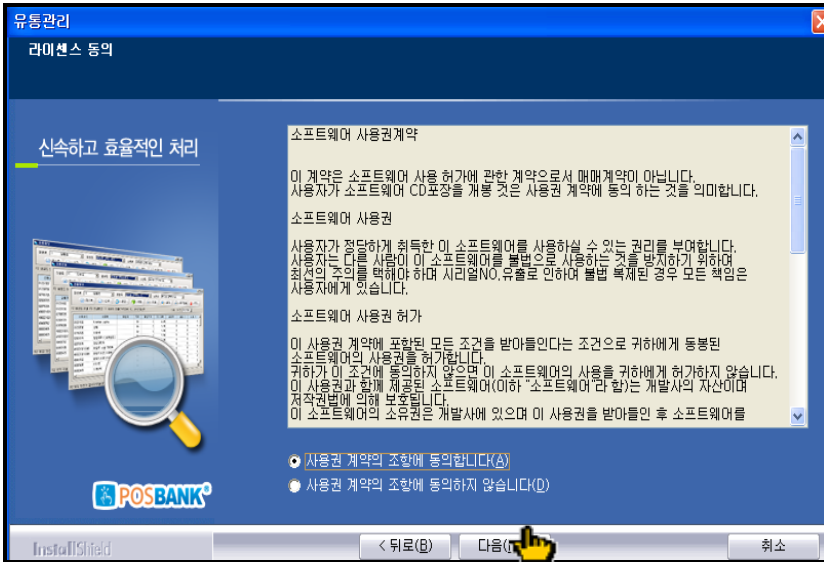 유통관리
라이센스 동의
신속하고 효율적인 처리
소프트웨어 사용권계약
이 계약은 소프트웨어 사용 허가에 관한 계약으로서 매매계약이 아닙니다.
사용자가 소프트웨어 CD포장을 개봉 것은 사용권 계약에 동의 하는 것을 의미합니다.
소프트웨어 사용권
사용자가 정당하게 취득한 이 소프트웨어를 사용하실 수 있는 권리를 부여합니다.
사용자는 다른 사람이 이 소프트웨어를 불법으로 사용하는 것을 방지하기 위하여
최선의 주의를 택해야 하며 시리얼NO.유출로 인하여 불법 복제된 경우 모든 책임은
사용자에게 있습니다.
소프트웨어 사용권 허가
이 사용권 계약에 포함된 모든 조건을 받아들인다는 조건으로 귀하에게 동봉된
소프트웨어의 사용권을 허가합니다.
귀하가 이 조건에 동의하지 않으면 이 소프트웨어의 사용을 귀하에게 허가하지 않습니다.
이 사용권과 함께 제공된 소프트웨어(이하 "소프트웨어"라 함)는 개발사의 자산이며
저작권법에 의해 보호됩니다.
이 소프트웨어의 소유권은 개발사에 있으며 이 사용권을 받아들인 후 소프트웨어를
사용권 계약의 조항에 동의합니다(A)
사용권 계약의 조항에 동의하지 않습니다(D)
POSBANK®
InstallShield
< 뒤로(B)
다음(
취소